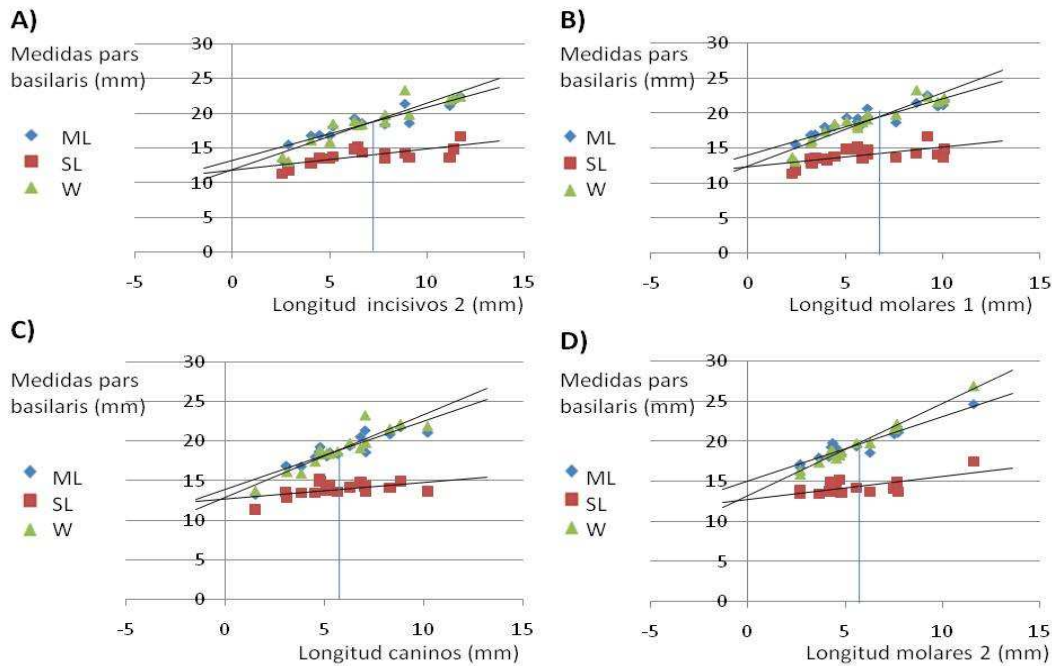 A)
Medidas pars
basilaris (mm)
ML
SL
W
30
25
20
15
10
5
0
-5 0 5 10 15
Longitud incisivos 2 (mm)
B)
Medidas pars
basilaris (mm)
ML
SL
W
30
25
20
15
10
5
0
-5 0 5 10 15
Longitud molares 1 (mm)
C)
Medidas pars
basilaris (mm)
ML
SL
W
30
25
20
15
10
5
0
-5 0 5 10 15
Longitud caninos (mm)
D)
Medidas pars
basilaris (mm)
ML
SL
W
30
25
20
15
10
5
0
-5 0 5 10 15
Longitud molares 2 (mm)